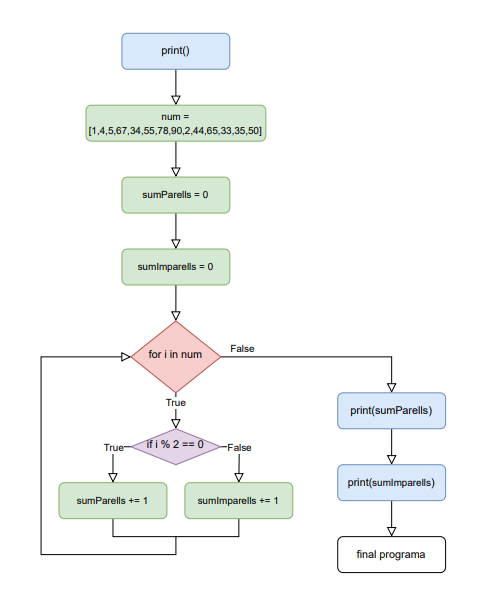 print()
num =
[1,4,5,67,34,55,78,90,2,44,65,33,35,50]
sumParells = 0
sumImparells = 0
for i in num
False
True
True
if i % 2 == 0
False
sumParells += 1
sumImparells += 1
print(sumParells)
print(sumImparells)
final programa